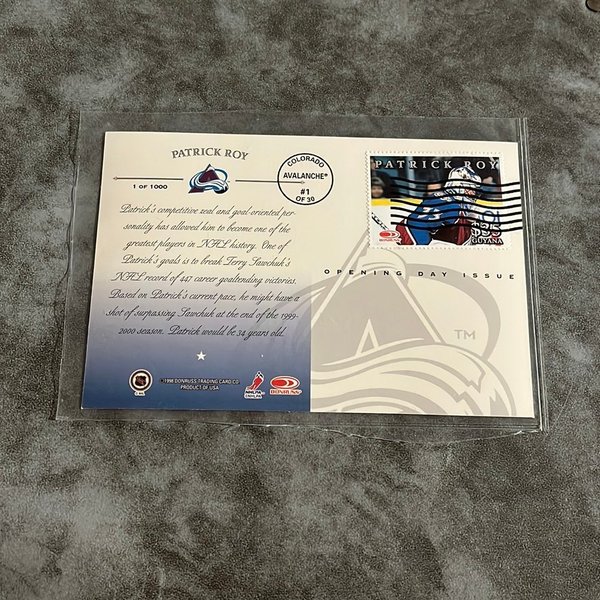 PATRICK ROY
1 OF 1000
COLORADO
AVALANCHE®
#1
OF 30
PATRICK ROY
DONRUSS
$35
GUYANA
OPENING DAY ISSUE
Patrick's competitive zeal and goal-oriented per-
sonality has allowed him to become one of the
greatest players in NHL history. One of
Patrick's goals is to break Terry Sawchuk's
NHL record of 447 career goaltending victories.
Based on Patrick's current pace, he might have a
shot of surpassing Sawchuk at the end of the 1999-
2000 season. Patrick would be 34 years old.
TM
© 1998 DONRUSS TRADING CARD CO.
PRODUCT OF USA
NHLPA
DONRUSS